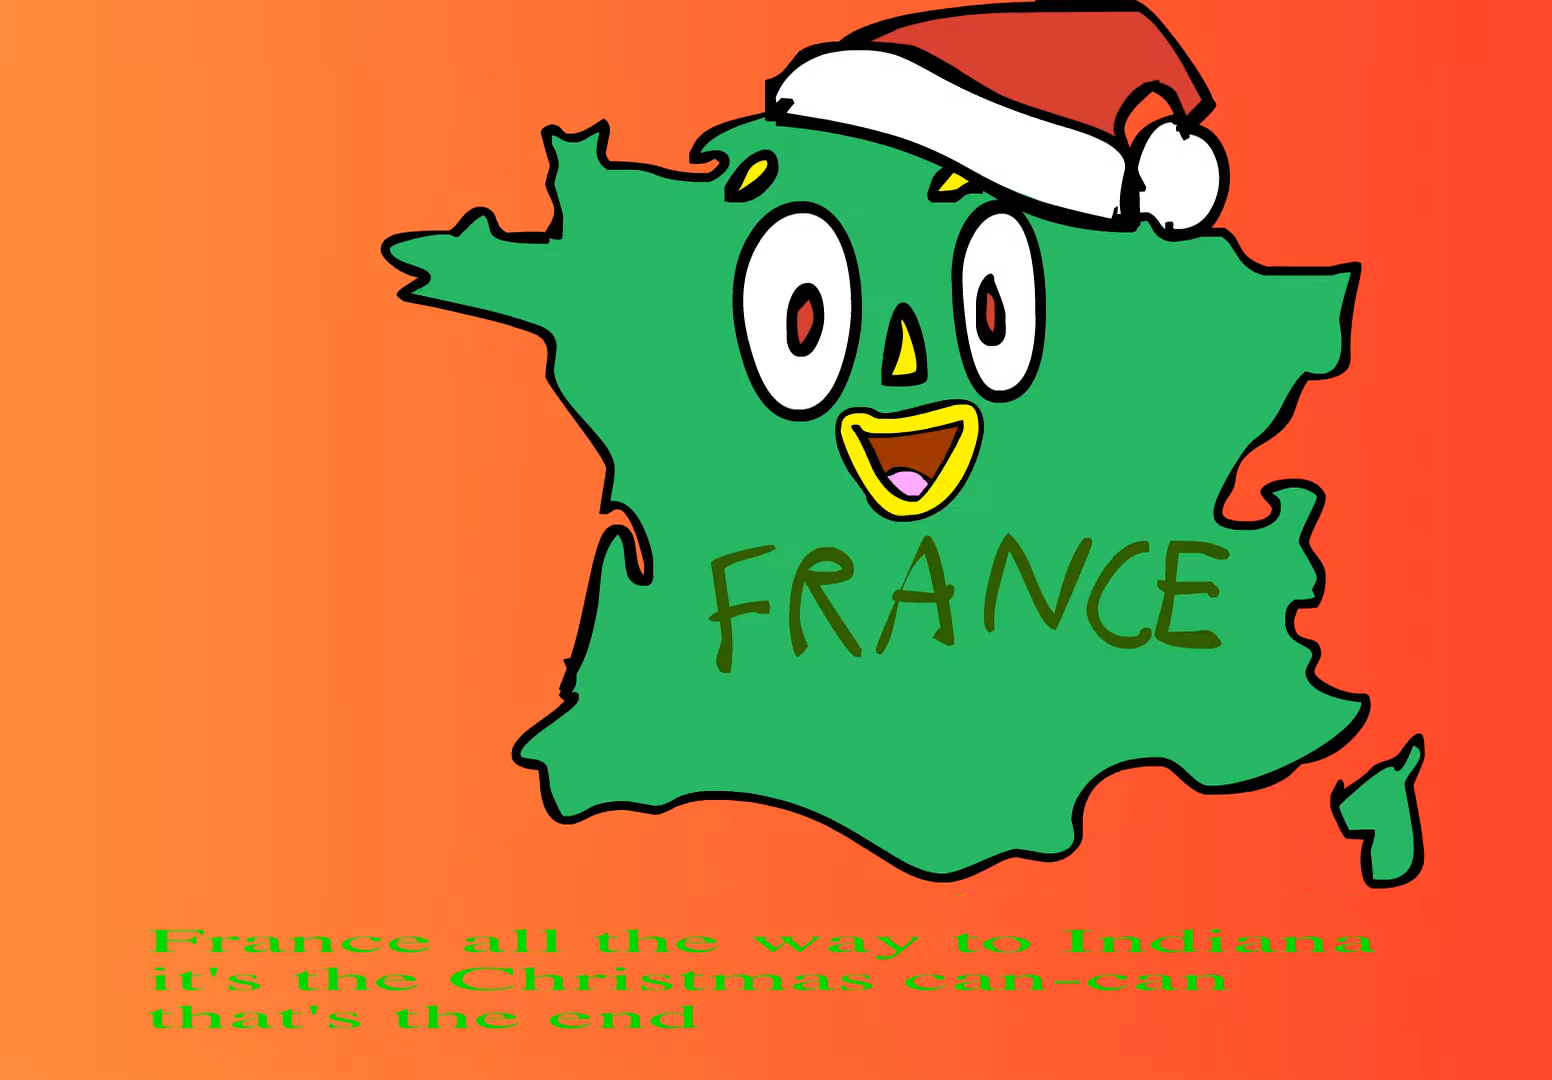 FRANCE
France all the way to Indiana
it's the Christmas can-can
that's the end